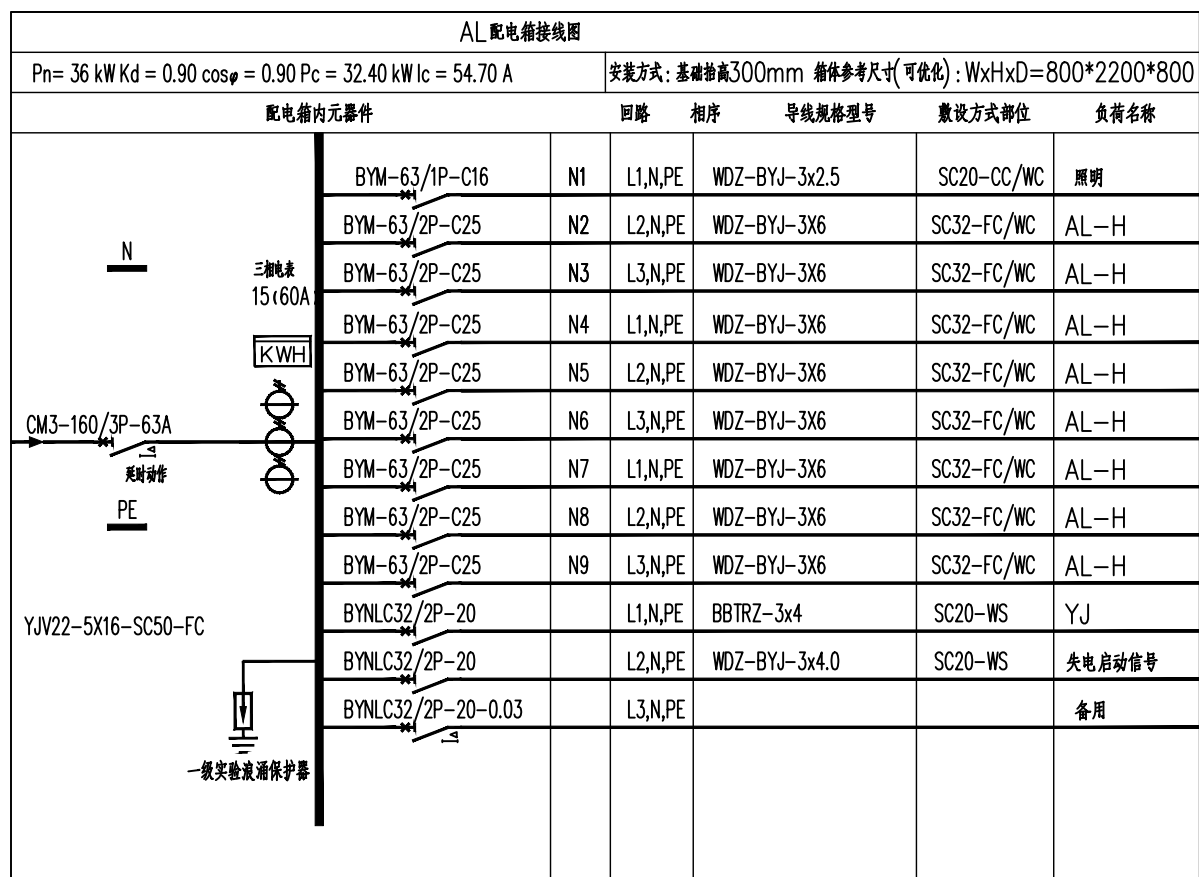 AL配电箱接线图
Pn= 36 kW Kd = 0.90 cosφ = 0.90 Pc = 32.40 kW Ic = 54.70 A 安装方式: 基础抬高300mm 箱体参考尺寸(可优化): WxHxD=800*2200*800
配电箱内元器件 回路 相序 导线规格型号 敷设方式部位 负荷名称
BYM-63/1P-C16 N1 L1,N,PE WDZ-BYJ-3x2.5 SC20-CC/WC 照明
BYM-63/2P-C25 N2 L2,N,PE WDZ-BYJ-3X6 SC32-FC/WC AL-H
N
三相电表
BYM-63/2P-C25 N3 L3,N,PE WDZ-BYJ-3X6 SC32-FC/WC AL-H
15(60A)
BYM-63/2P-C25 N4 L1,N,PE WDZ-BYJ-3X6 SC32-FC/WC AL-H
KWH
BYM-63/2P-C25 N5 L2,N,PE WDZ-BYJ-3X6 SC32-FC/WC AL-H
CM3-160/3P-63A
BYM-63/2P-C25 N6 L3,N,PE WDZ-BYJ-3X6 SC32-FC/WC AL-H
延时动作
BYM-63/2P-C25 N7 L1,N,PE WDZ-BYJ-3X6 SC32-FC/WC AL-H
PE
BYM-63/2P-C25 N8 L2,N,PE WDZ-BYJ-3X6 SC32-FC/WC AL-H
BYM-63/2P-C25 N9 L3,N,PE WDZ-BYJ-3X6 SC32-FC/WC AL-H
BYNLC32/2P-20 L1,N,PE BBTRZ-3x4 SC20-WS YJ
YJV22-5X16-SC50-FC
BYNLC32/2P-20 L2,N,PE WDZ-BYJ-3x4.0 SC20-WS 失电启动信号
BYNLC32/2P-20-0.03 L3,N,PE 备用
一级实验浪涌保护器